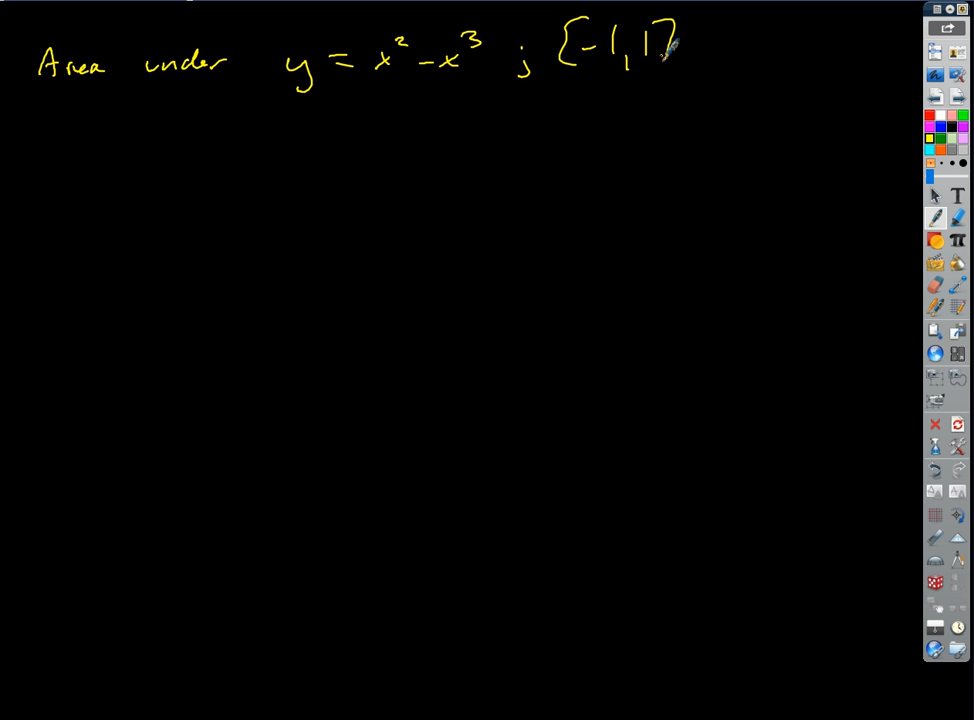 Area under y = x² - x³ ; [-1, 1]